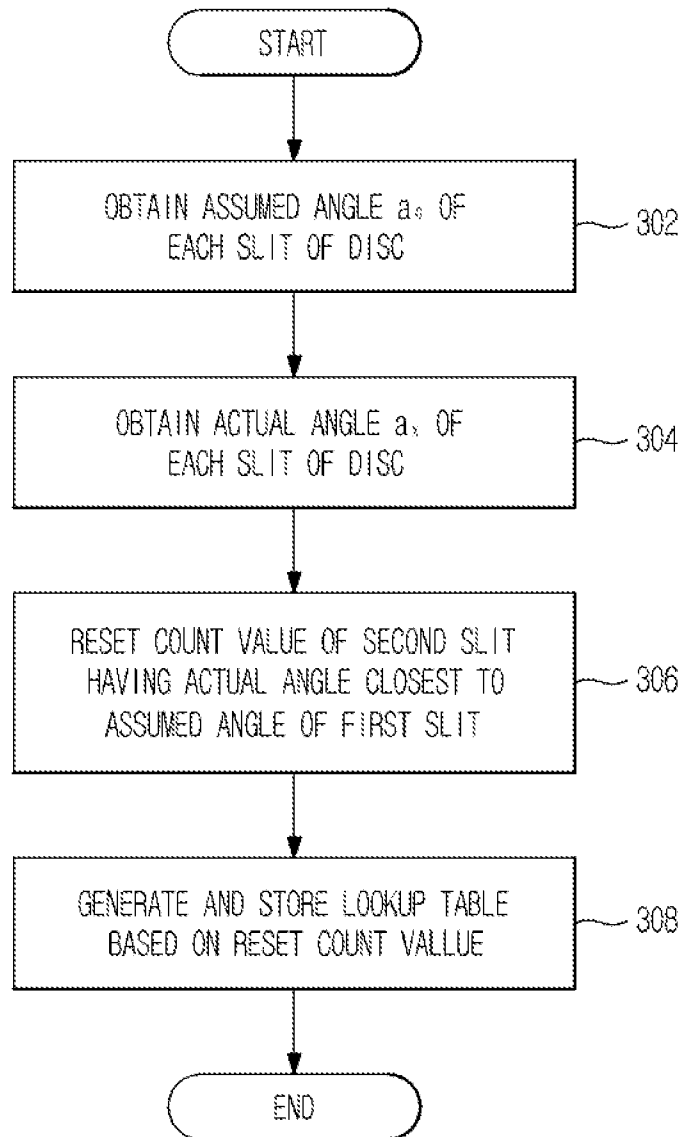 START
OBTAIN ASSUMED ANGLE aₛ OF
EACH SLIT OF DISC
302
OBTAIN ACTUAL ANGLE aₓ OF
EACH SLIT OF DISC
304
RESET COUNT VALUE OF SECOND SLIT
HAVING ACTUAL ANGLE CLOSEST TO
ASSUMED ANGLE OF FIRST SLIT
306
GENERATE AND STORE LOOKUP TABLE
BASED ON RESET COUNT VALLUE
308
END